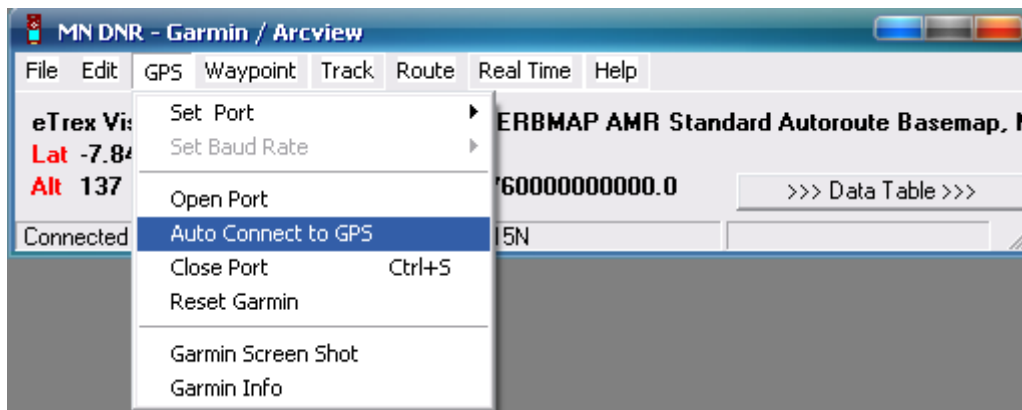 MN DNR - Garmin / Arcview
File Edit GPS Waypoint Track Route Real Time Help
eTrex ERBMAP AMR Standard Autoroute Basemap,
Lat -7.84
Alt 137 760000000000.0 >>> Data Table >>>
Connected 15N
Set Port
Set Baud Rate
Open Port
Auto Connect to GPS
Close Port Ctrl+S
Reset Garmin
Garmin Screen Shot
Garmin Info